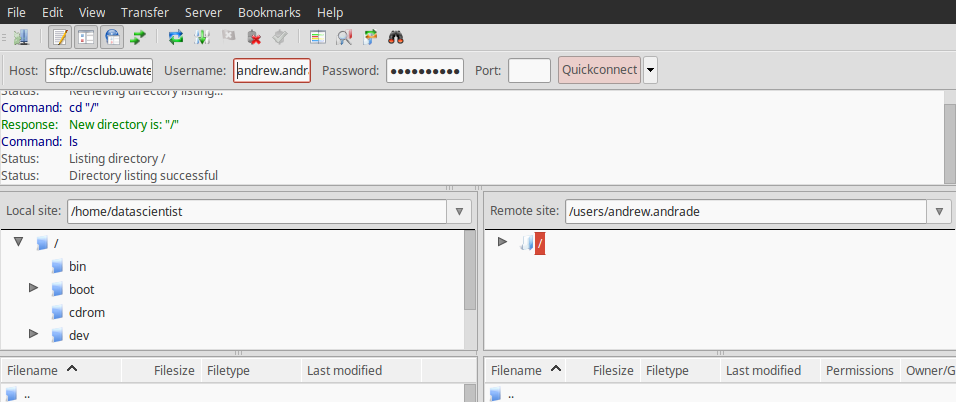 File Edit View Transfer Server Bookmarks Help
Host: sftp://csclub.uwate Username: andrew.andr Password: ●●●●●●●●●● Port: Quickconnect
Status: Retrieving directory listing...
Command: cd "/"
Response: New directory is: "/"
Command: ls
Status: Listing directory /
Status: Directory listing successful
Local site: /home/datascientist
Remote site: /users/andrew.andrade
/
bin
boot
cdrom
dev
/
Filename Filesize Filetype Last modified
..
Filename Filesize Filetype Last modified Permissions Owner/G
..